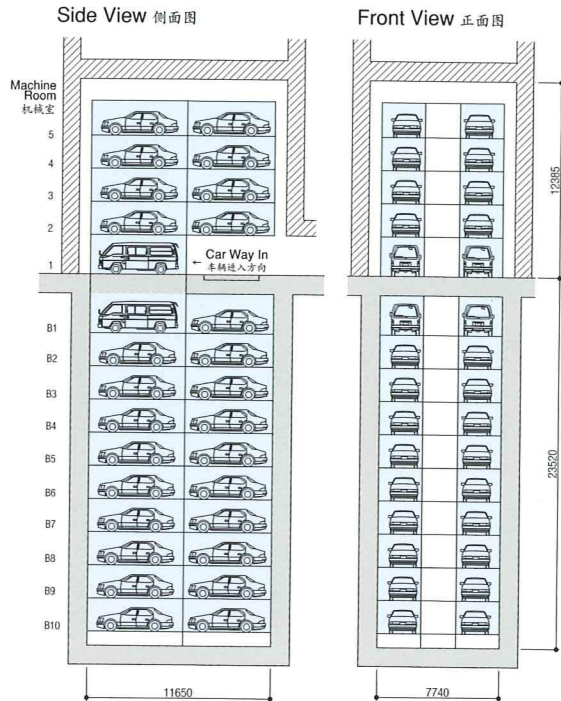 Side View 侧面图
Front View 正面图
Machine
Room
机械室
5
4
3
2
1
← Car Way In
车辆进入方向
B1
B2
B3
B4
B5
B6
B7
B8
B9
B10
11650
12385
23520
7740